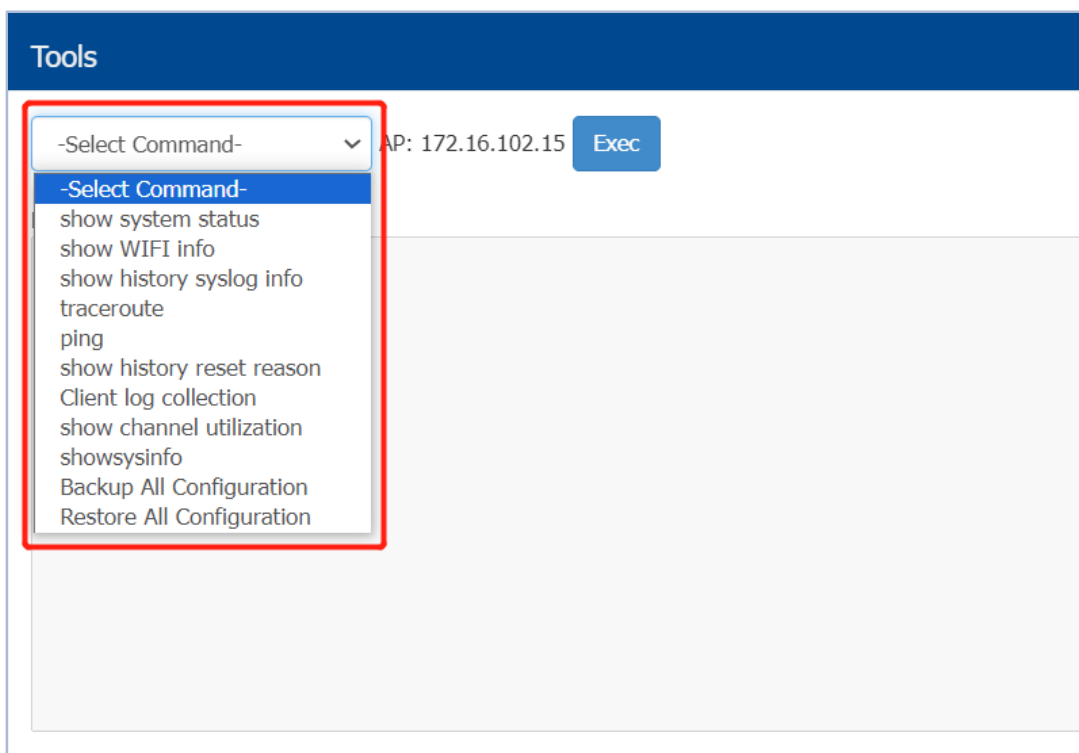 Tools
-Select Command- AP: 172.16.102.15 Exec
-Select Command-
show system status
show WIFI info
show history syslog info
traceroute
ping
show history reset reason
Client log collection
show channel utilization
showsysinfo
Backup All Configuration
Restore All Configuration